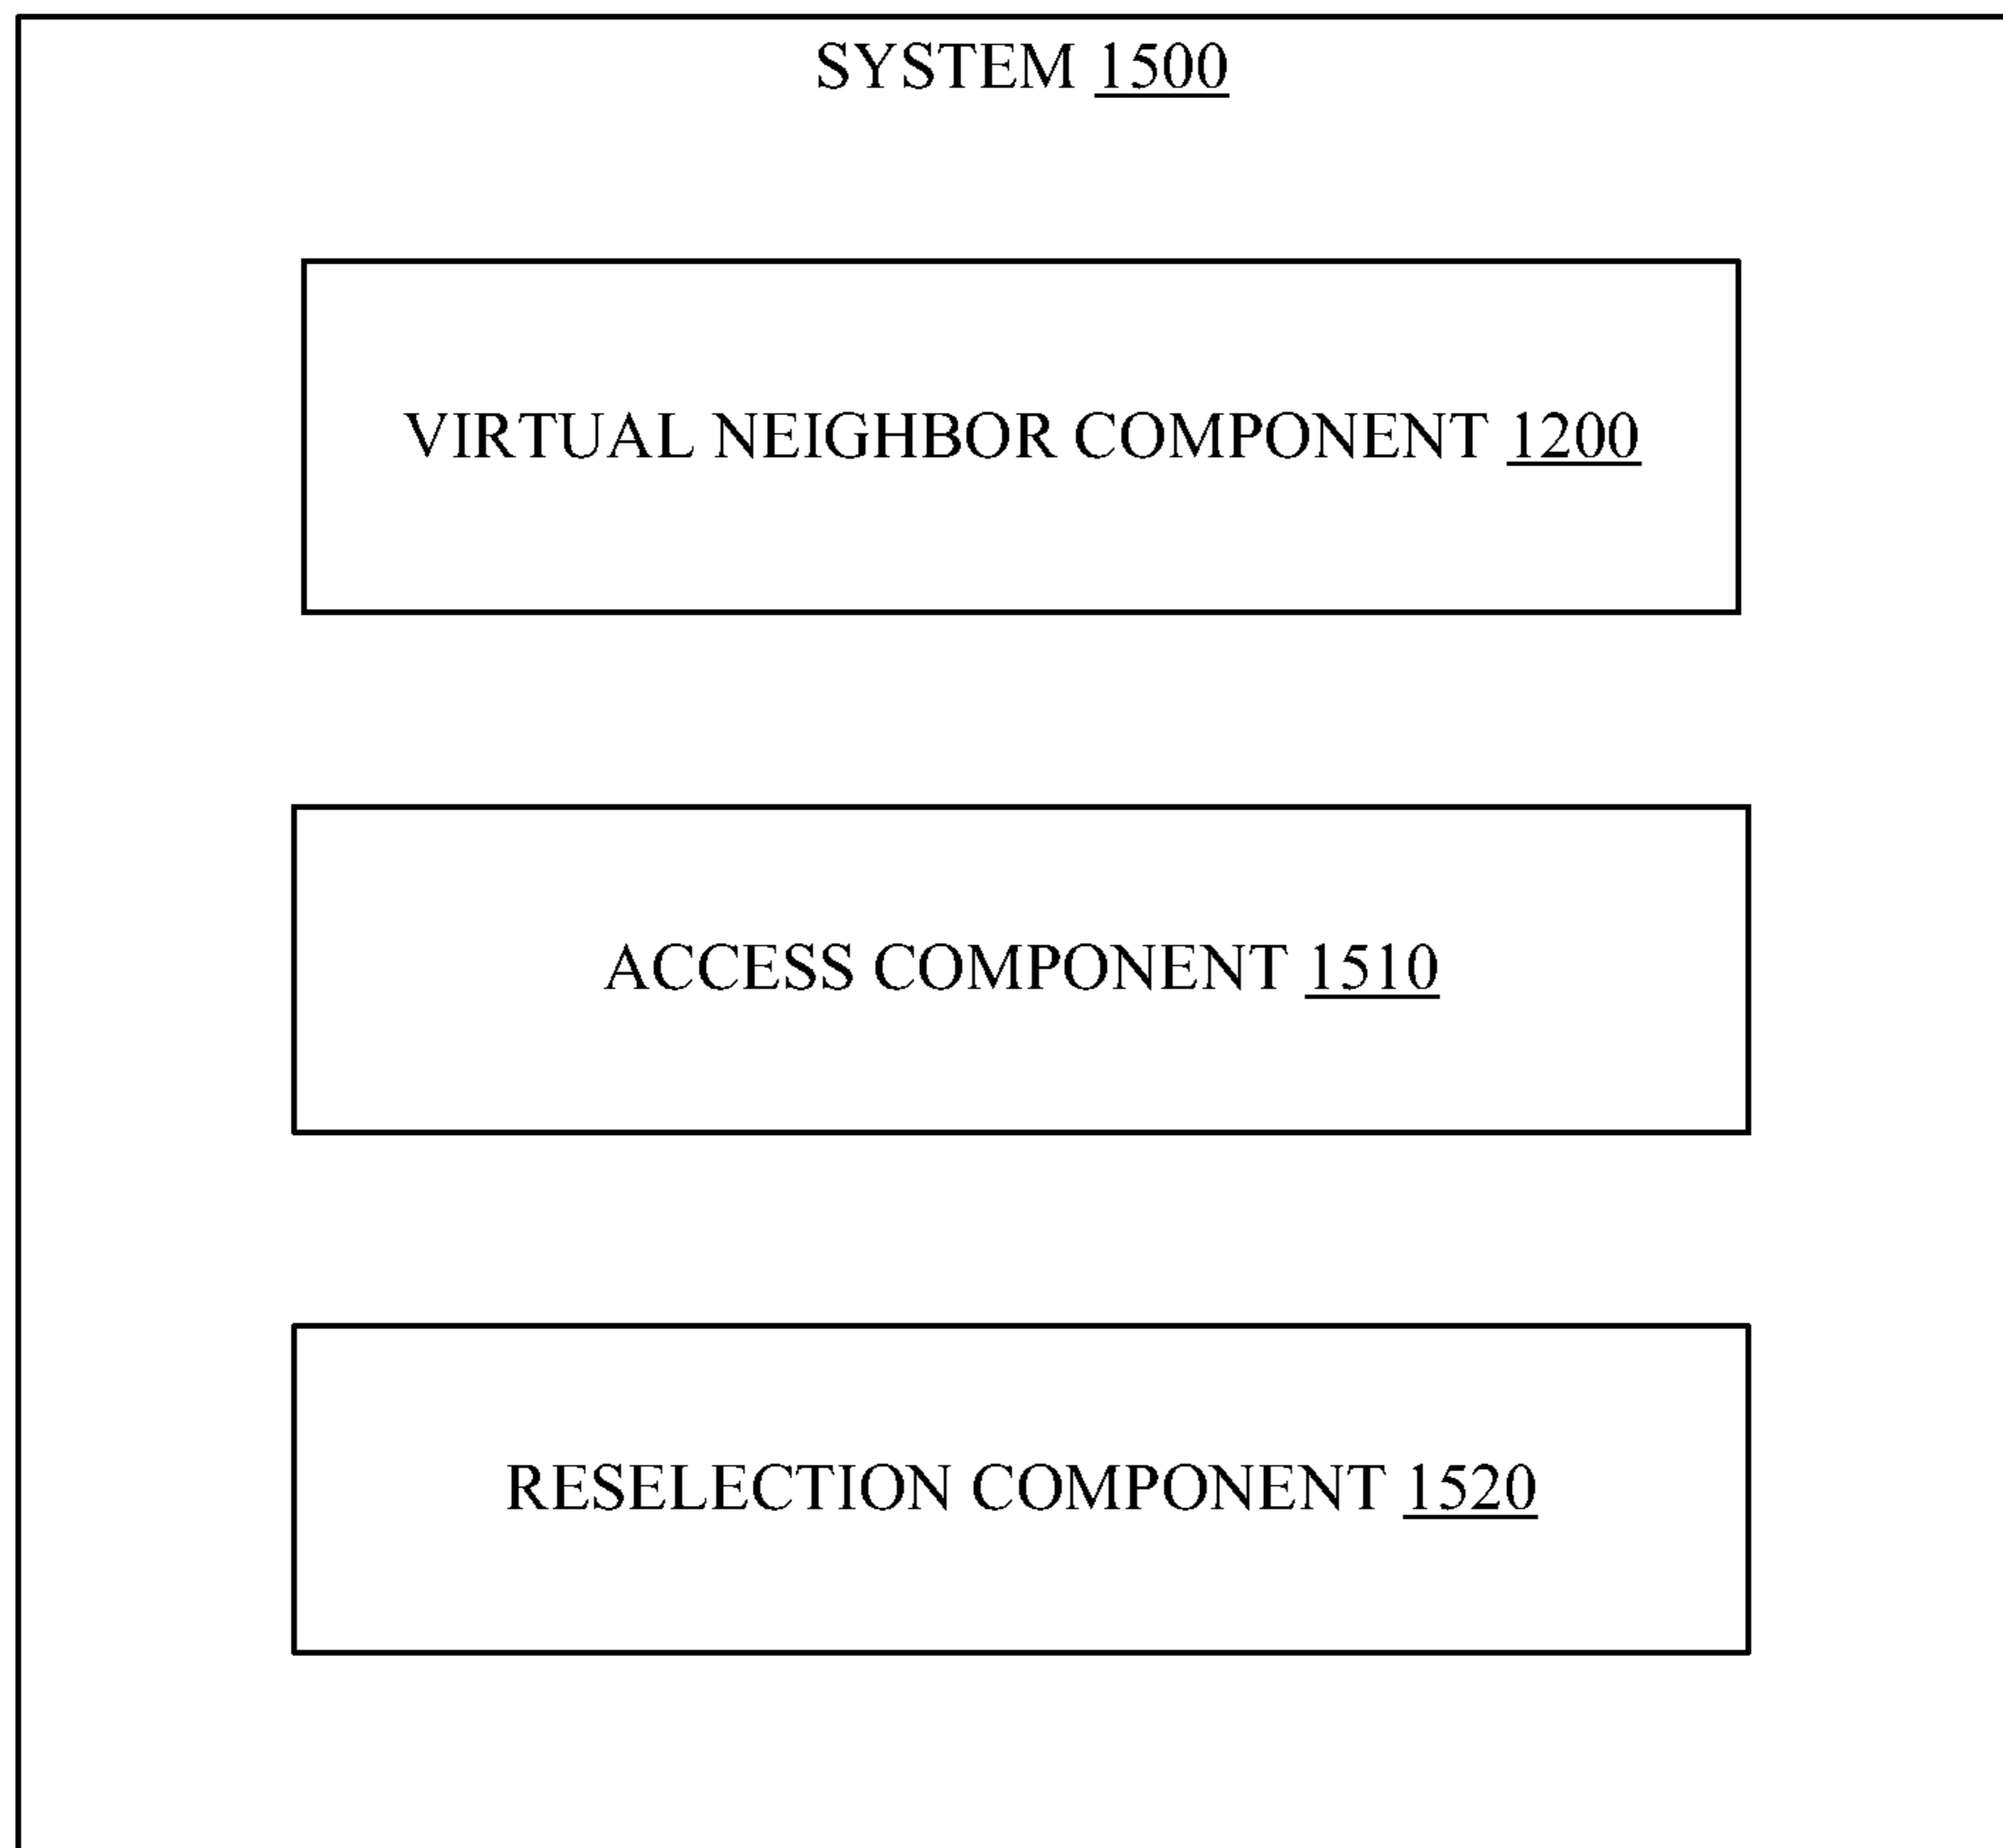 SYSTEM 1500
VIRTUAL NEIGHBOR COMPONENT 1200
ACCESS COMPONENT 1510
RESELECTION COMPONENT 1520